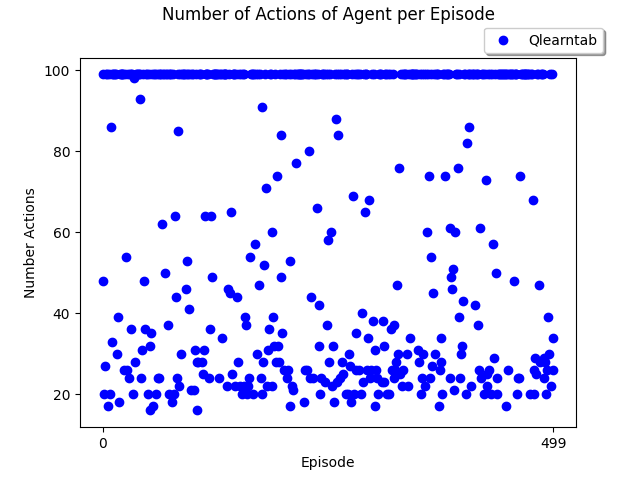 Number of Actions of Agent per Episode
Qlearntab
100
80
60
40
20
Number Actions
0 499
Episode